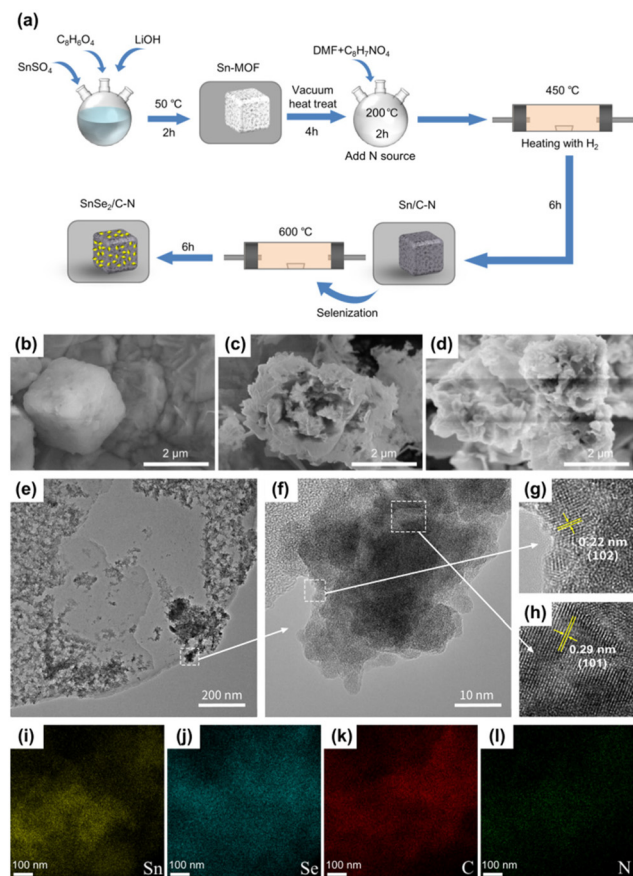 (a)
C₈H₆O₄
LiOH
SnSO₄
50 ℃
2h
Sn-MOF
Vacuum
heat treat
4h
DMF+C₈H₇NO₄
200℃
2h
Add N source
450 ℃
Heating with H₂
6h
SnSe₂/C-N
6h
600 ℃
Sn/C-N
Selenization
(b)
2 μm
(c)
2 μm
(d)
2 μm
(e)
200 nm
(f)
10 nm
(g)
0.22 nm
(102)
(h)
0.29 nm
(101)
(i)
100 nm
Sn
(j)
100 nm
Se
(k)
100 nm
C
(l)
100 nm
N